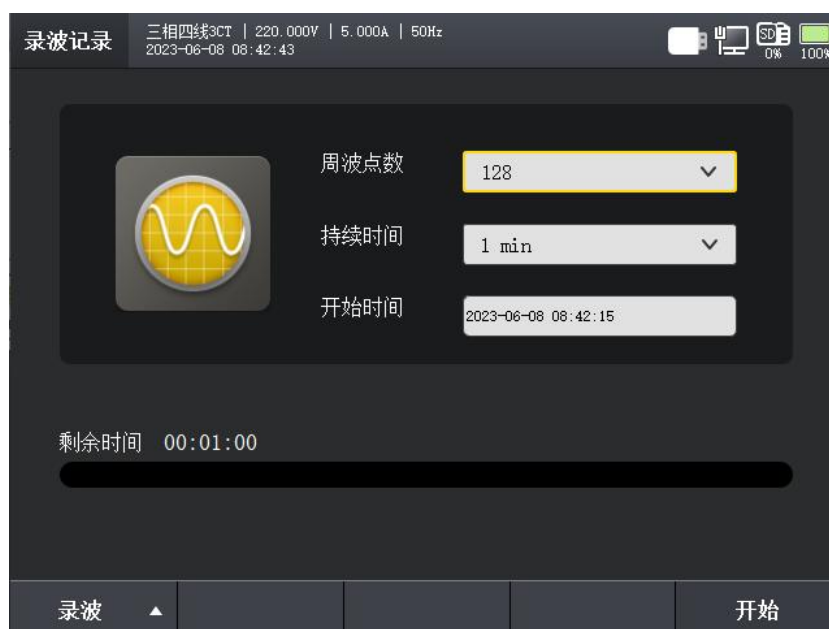 录波记录
三相四线3CT | 220.000V | 5.000A | 50Hz
2023-06-08 08:42:43
SD
0%
100%
周波点数
128
持续时间
1 min
开始时间
2023-06-08 08:42:15
剩余时间 00:01:00
录波
开始